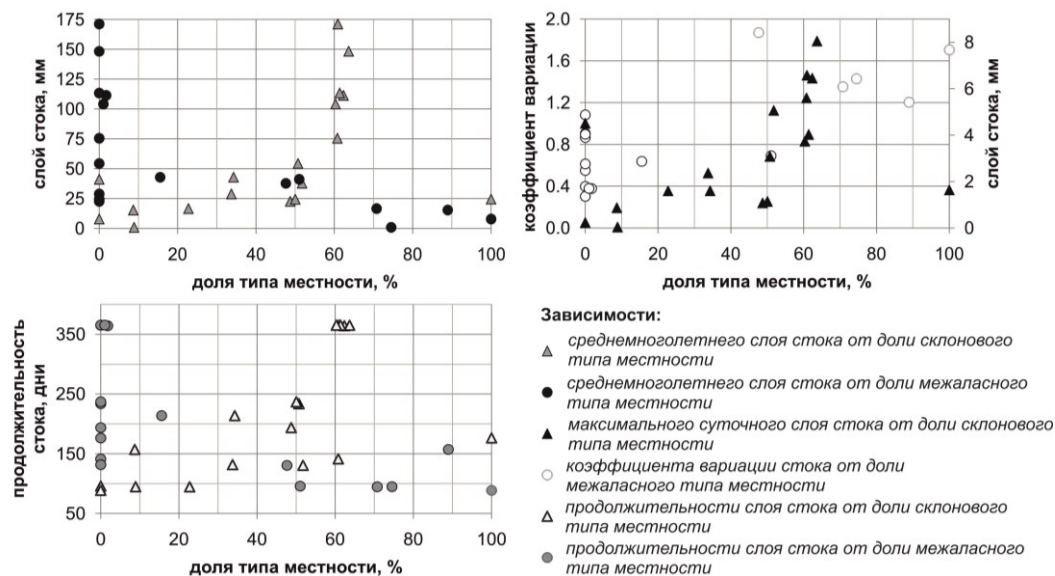 слой стока, мм
175
150
125
100
75
50
25
0
0 20 40 60 80 100
доля типа местности, %
коэффициент вариации
2.0
1.6
1.2
0.8
0.4
0.0
8
6
4
2
0
слой стока, мм
0 20 40 60 80 100
доля типа местности, %
продолжительность
стока, дни
350
250
150
50
0 20 40 60 80 100
доля типа местности, %
Зависимости:
среднемноголетнего слоя стока от доли склонового
типа местности
среднемноголетнего слоя стока от доли межаласного
типа местности
максимального суточного слоя стока от доли склонового
типа местности
коэффициента вариации стока от доли
межаласного типа местности
продолжительности слоя стока от доли склонового
типа местности
продолжительности слоя стока от доли межаласного
типа местности